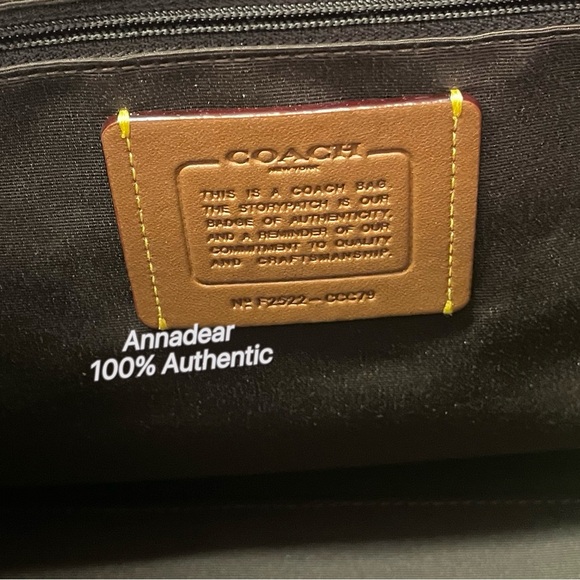 COACH
NEW YORK
THIS IS A COACH BAG.
THE STORYPATCH IS OUR
BADGE OF AUTHENTICITY,
AND A REMINDER OF OUR
COMMITMENT TO QUALITY
AND CRAFTSMANSHIP.
Nº F2522-CCC79
Annadear
100% Authentic